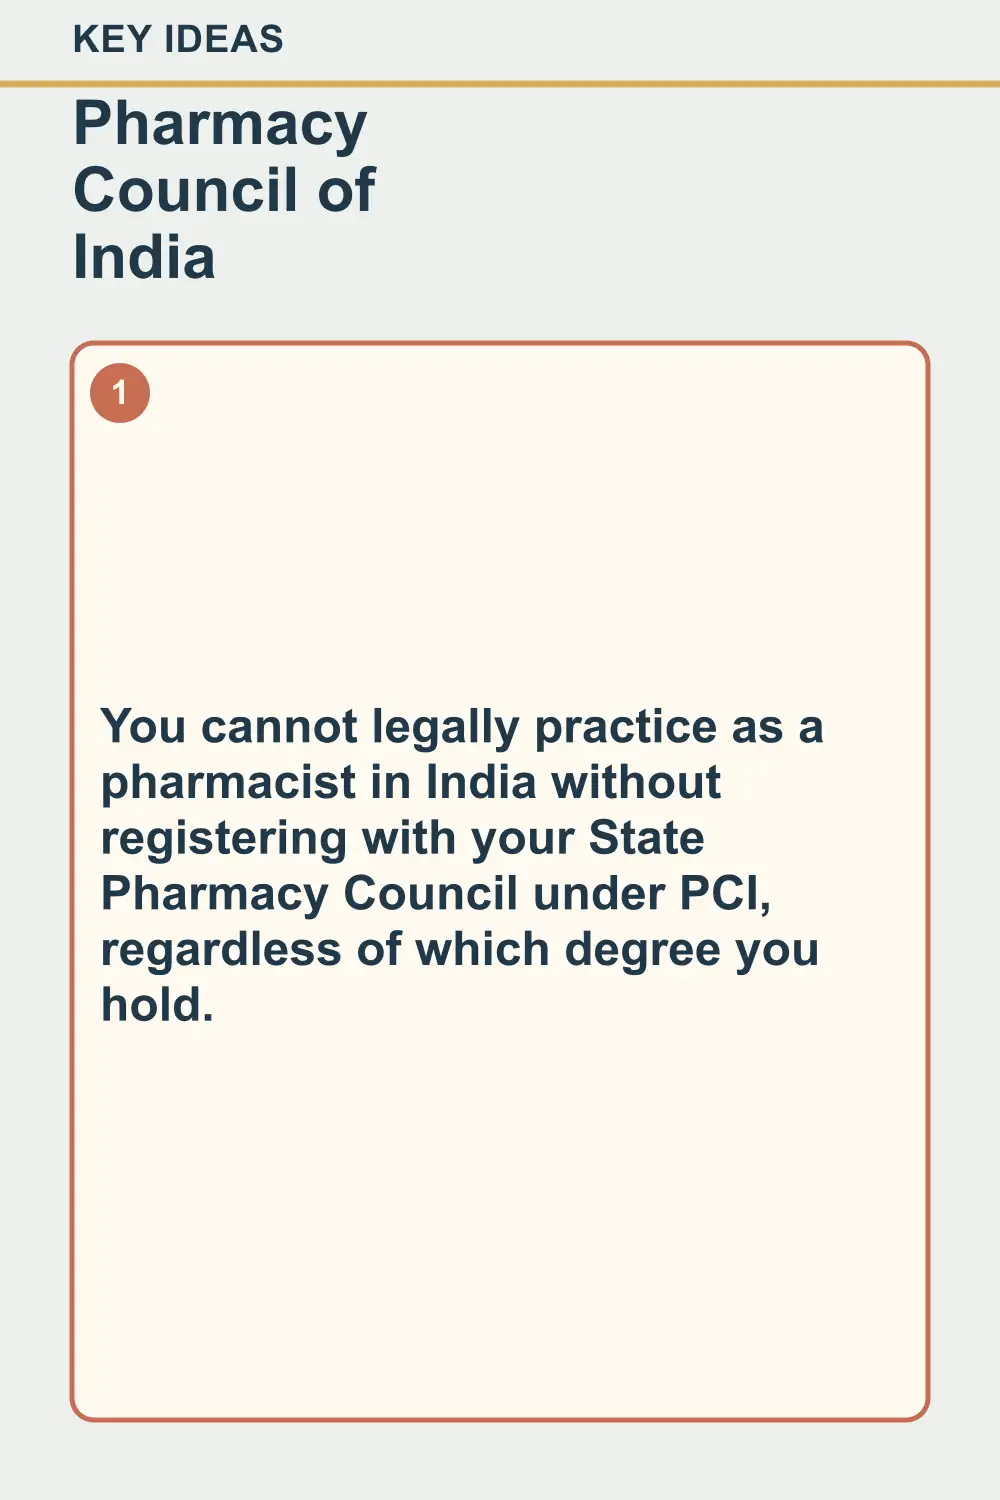 KEY IDEAS
Pharmacy
Council of
India
1
You cannot legally practice as a
pharmacist in India without
registering with your State
Pharmacy Council under PCI,
regardless of which degree you
hold.